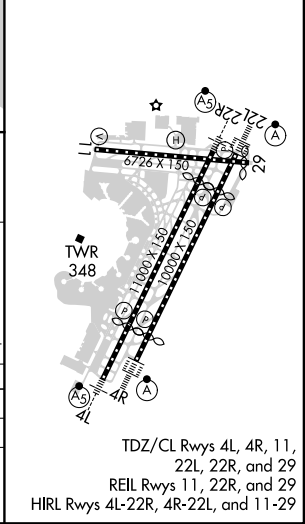 A5
22R
22L
A
V
11
H
6726 X 150
29
P
P
TWR
348
11000 X 150
10000 X 150
P
P
A5
4L
4R
A
TDZ/CL Rwys 4L, 4R, 11,
22L, 22R, and 29
REIL Rwys 11, 22R, and 29
HIRL Rwys 4L-22R, 4R-22L, and 11-29